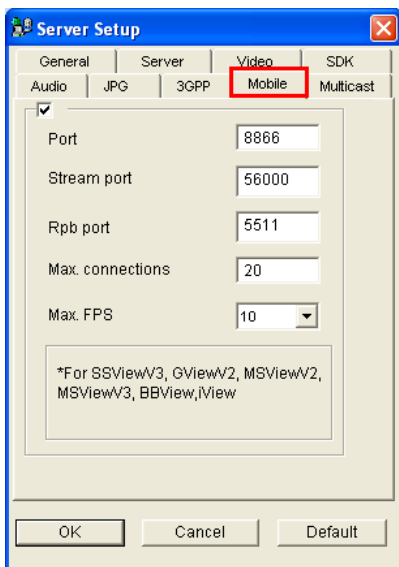 Server Setup
General Server Video SDK
Audio JPG 3GPP Mobile Multicast
Port 8866
Stream port 56000
Rpb port 5511
Max. connections 20
Max. FPS 10
*For SSViewV3, GViewV2, MSViewV2,
MSViewV3, BBView,iView
OK Cancel Default